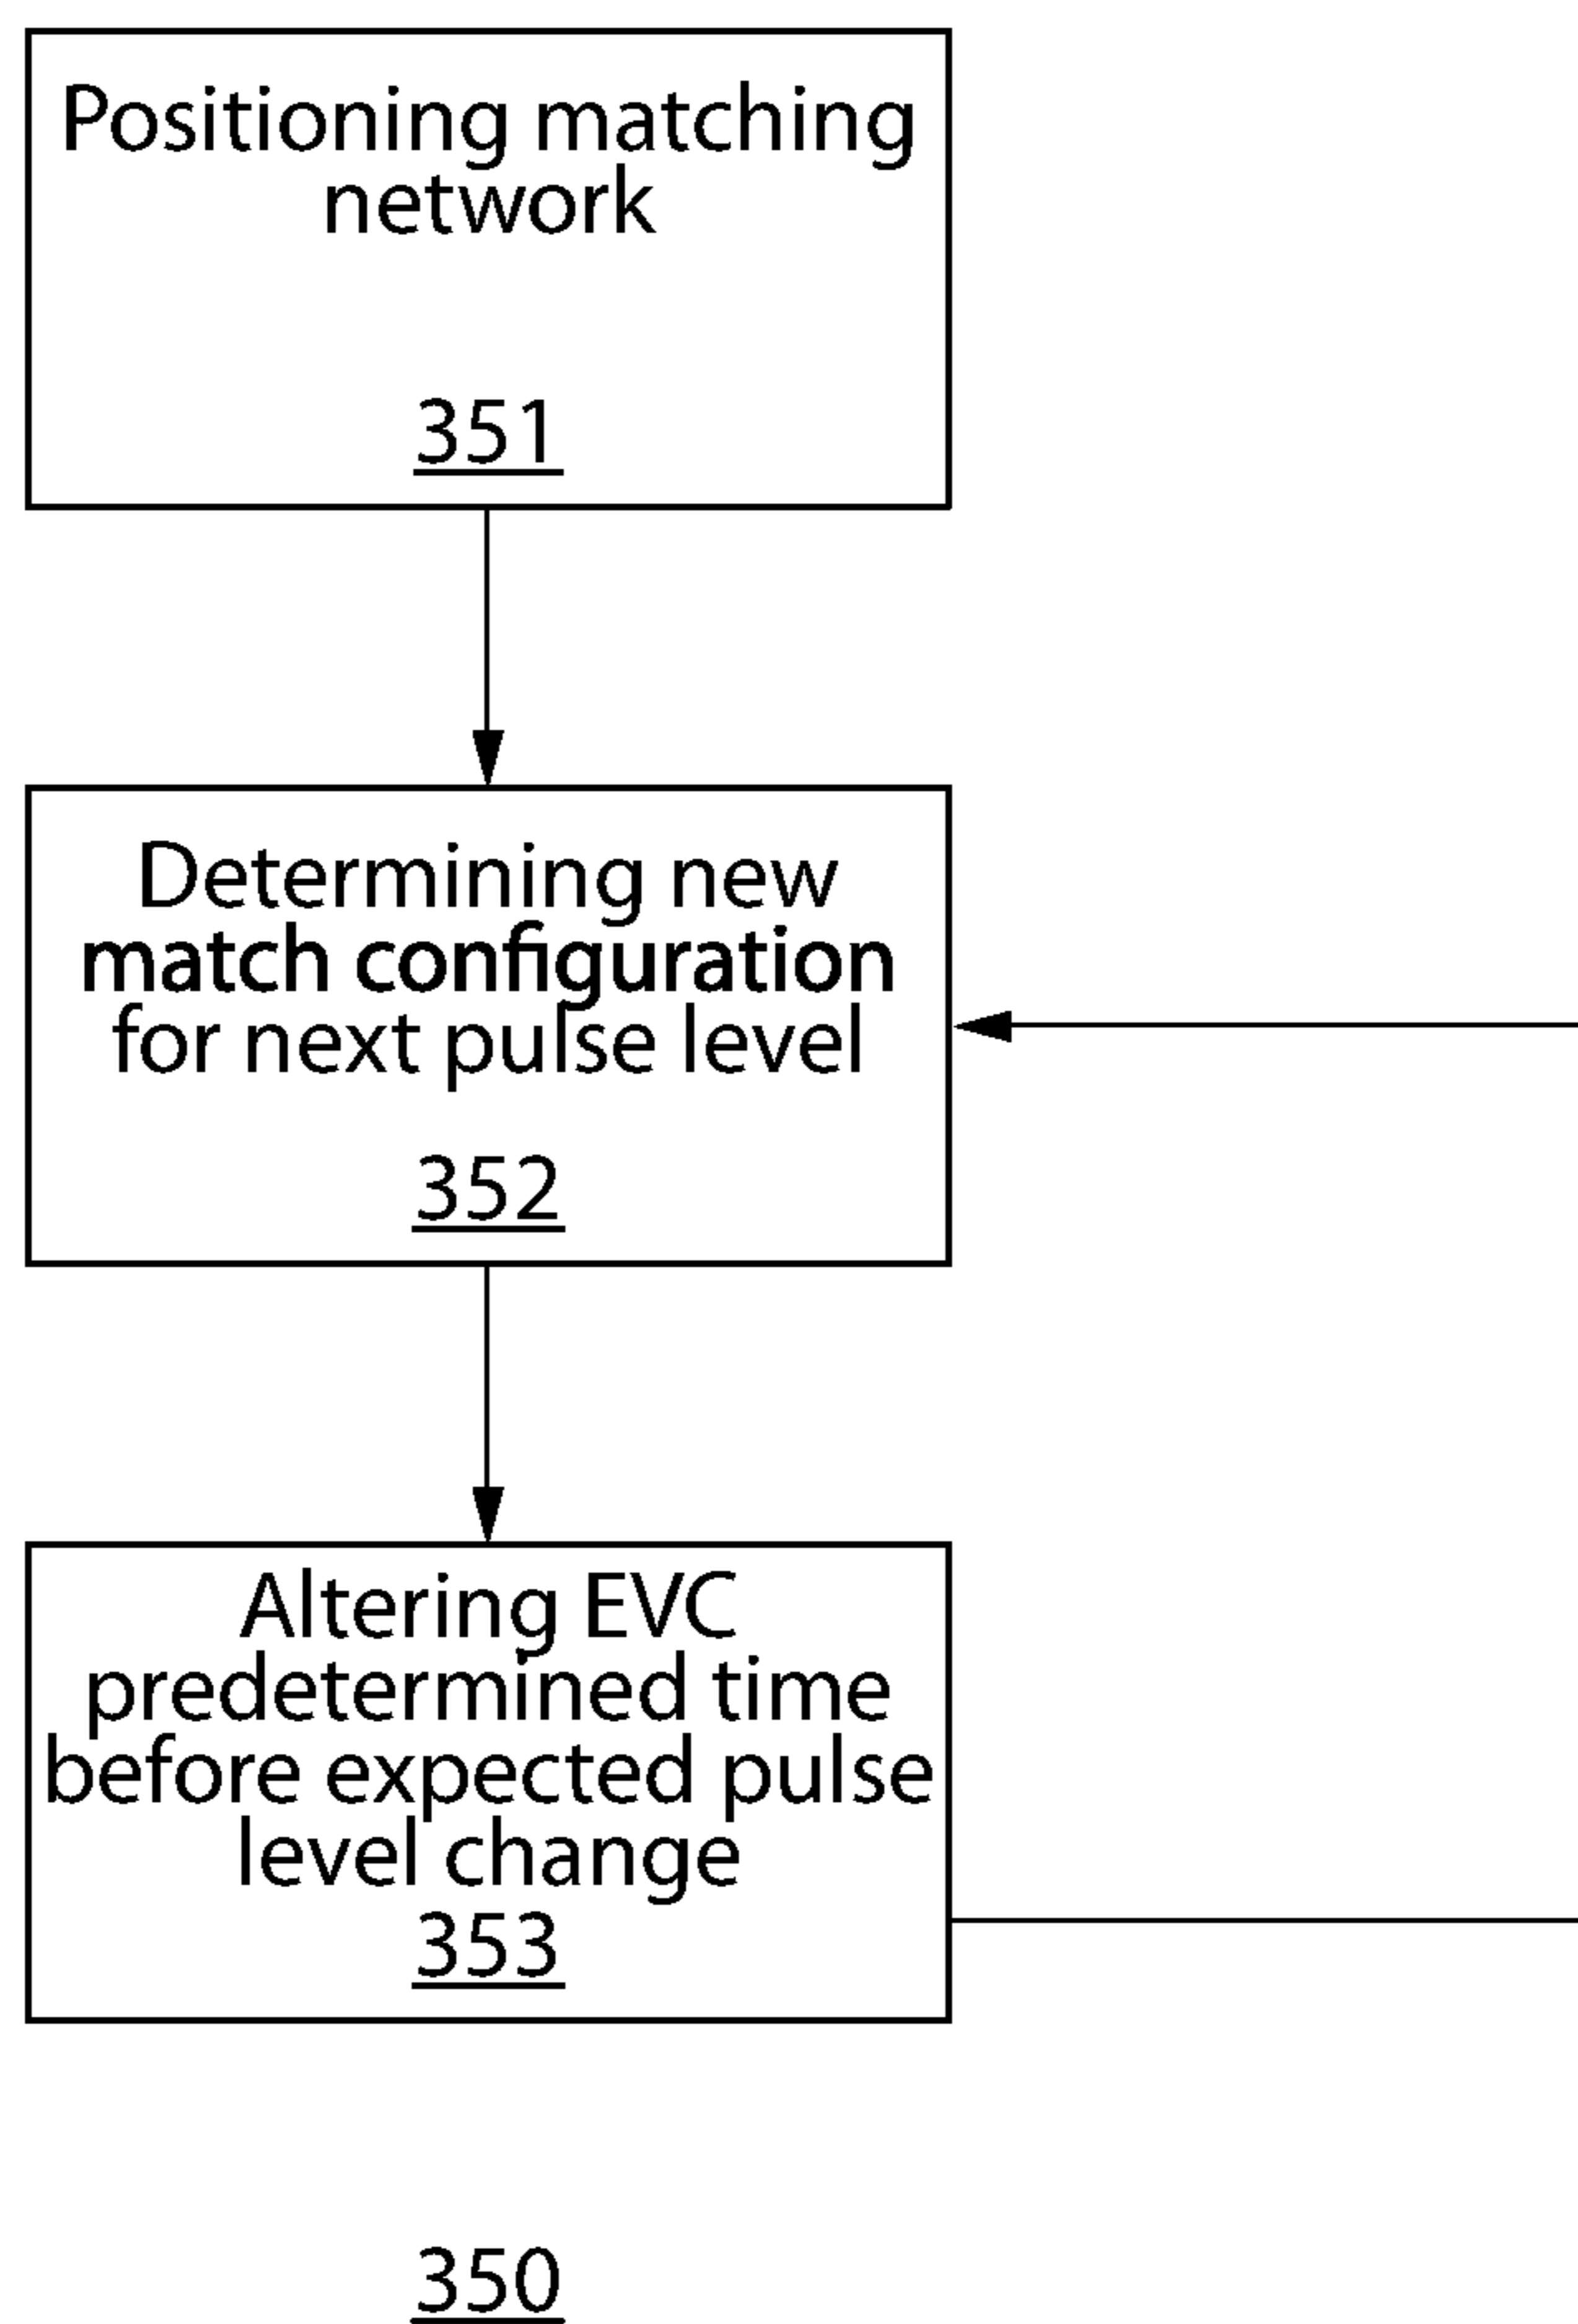 Positioning matching
network
351
Determining new
match configuration
for next pulse level
352
Altering EVC
predetermined time
before expected pulse
level change
353
350